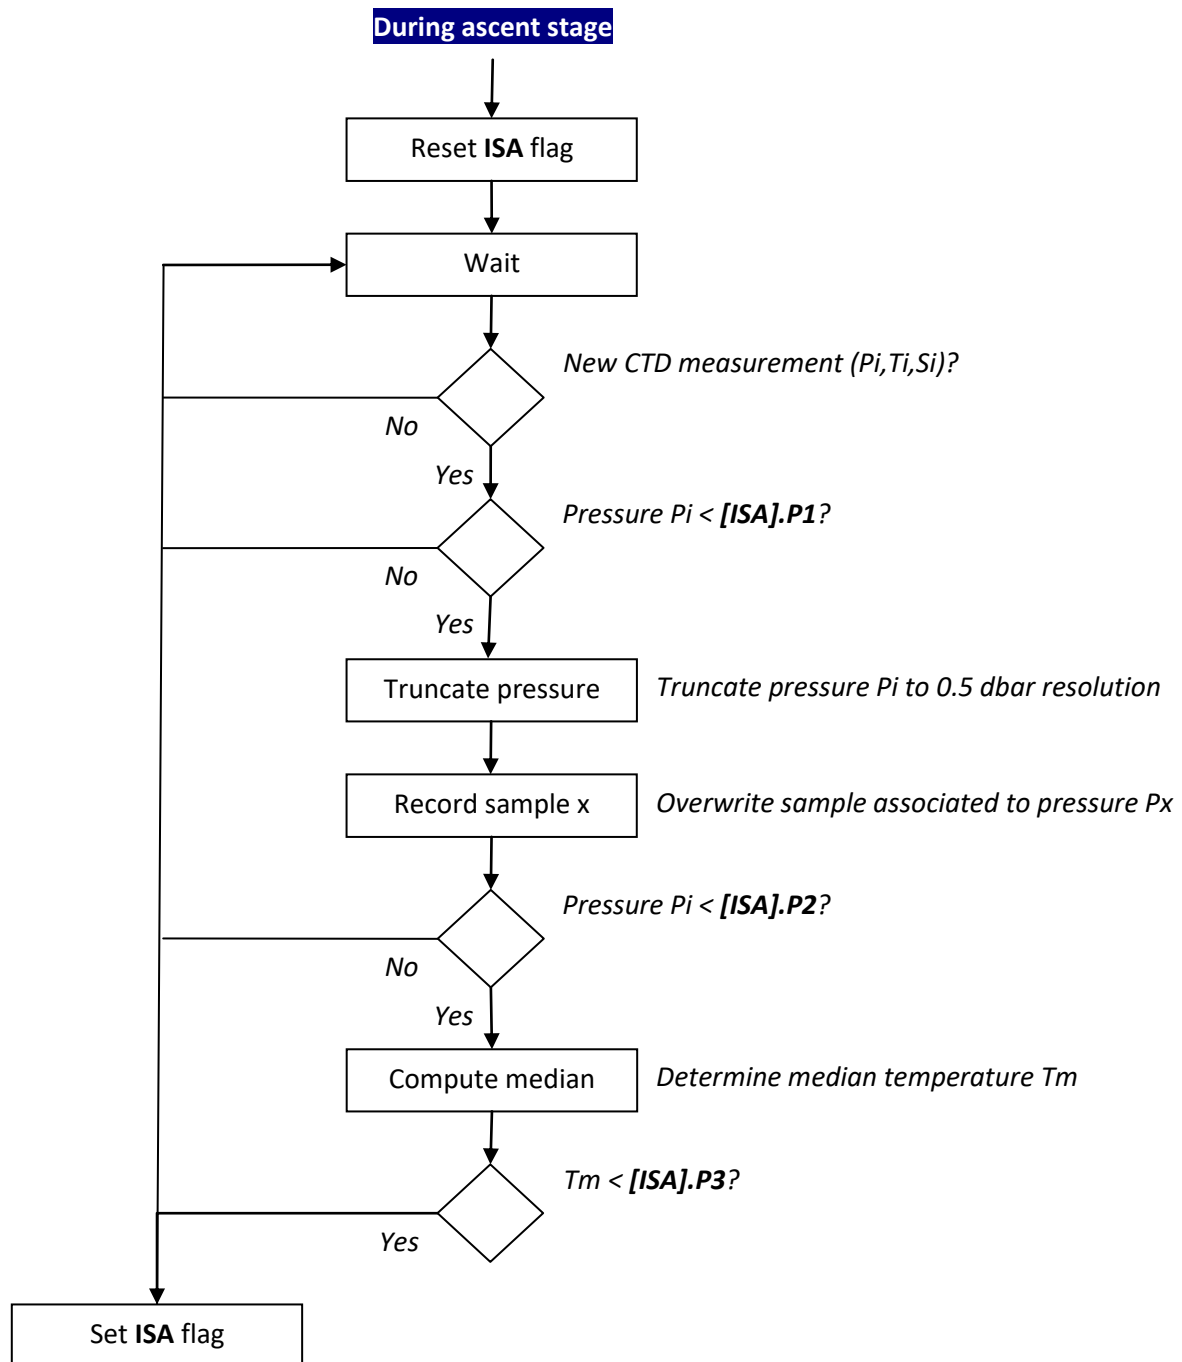 During ascent stage
Reset ISA flag
Wait
New CTD measurement (Pi,Ti,Si)?
No
Yes
Pressure Pi < [ISA].P1?
No
Yes
Truncate pressure
Truncate pressure Pi to 0.5 dbar resolution
Record sample x
Overwrite sample associated to pressure Px
Pressure Pi < [ISA].P2?
No
Yes
Compute median
Determine median temperature Tm
Tm < [ISA].P3?
Yes
Set ISA flag